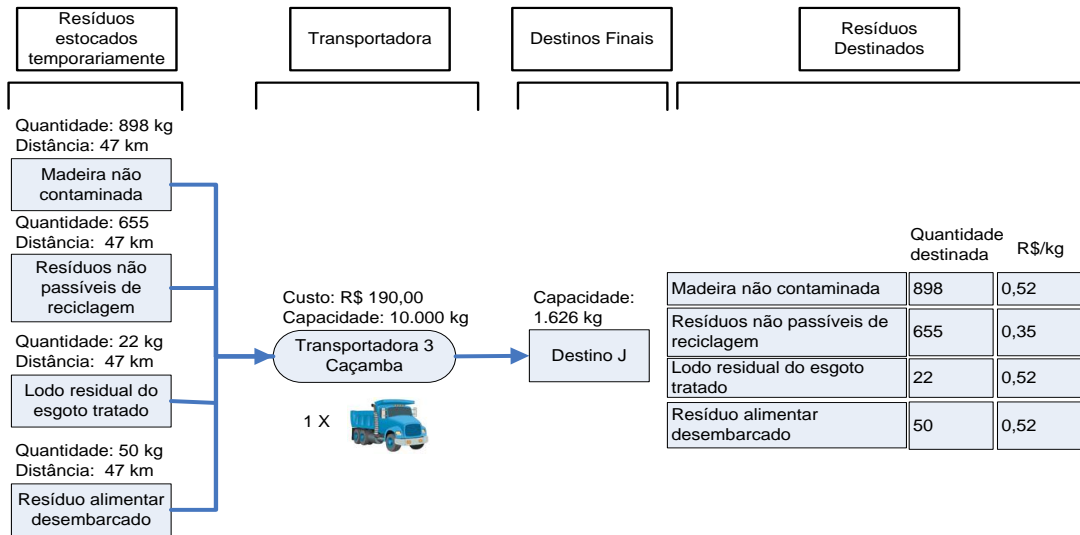 Resíduos
estocados
temporariamente
Transportadora
Destinos Finais
Resíduos
Destinados
Quantidade: 898 kg
Distância: 47 km
Madeira não
contaminada
Quantidade: 655
Distância:  47 km
Resíduos não
passíveis de
reciclagem
Quantidade: 22 kg
Distância:  47 km
Lodo residual do
esgoto tratado
Quantidade: 50 kg
Distância:  47 km
Resíduo alimentar
desembarcado
Custo: R$ 190,00
Capacidade: 10.000 kg
Transportadora 3
Caçamba
1 X
Capacidade:
1.626 kg
Destino J
Quantidade
destinada
R$/kg
Madeira não contaminada 898 0,52
Resíduos não passíveis de
reciclagem 655 0,35
Lodo residual do esgoto
tratado 22 0,52
Resíduo alimentar
desembarcado 50 0,52